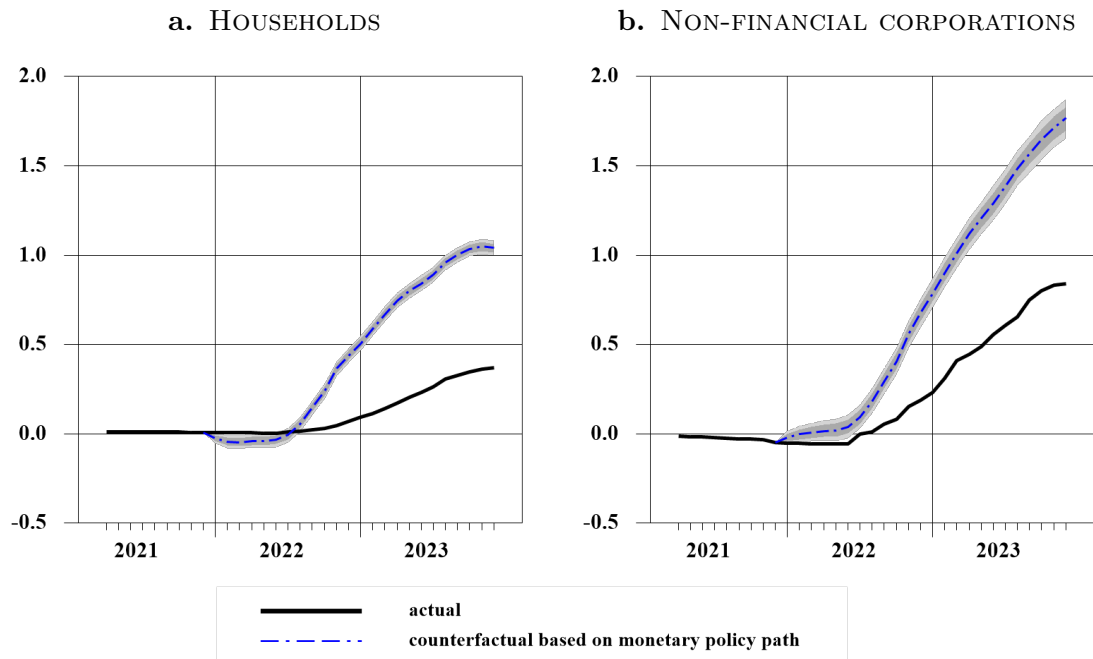 a. HOUSEHOLDS
b. NON-FINANCIAL CORPORATIONS
2.0
1.5
1.0
0.5
0.0
-0.5
2021 2022 2023
2.0
1.5
1.0
0.5
0.0
-0.5
2021 2022 2023
actual
counterfactual based on monetary policy path